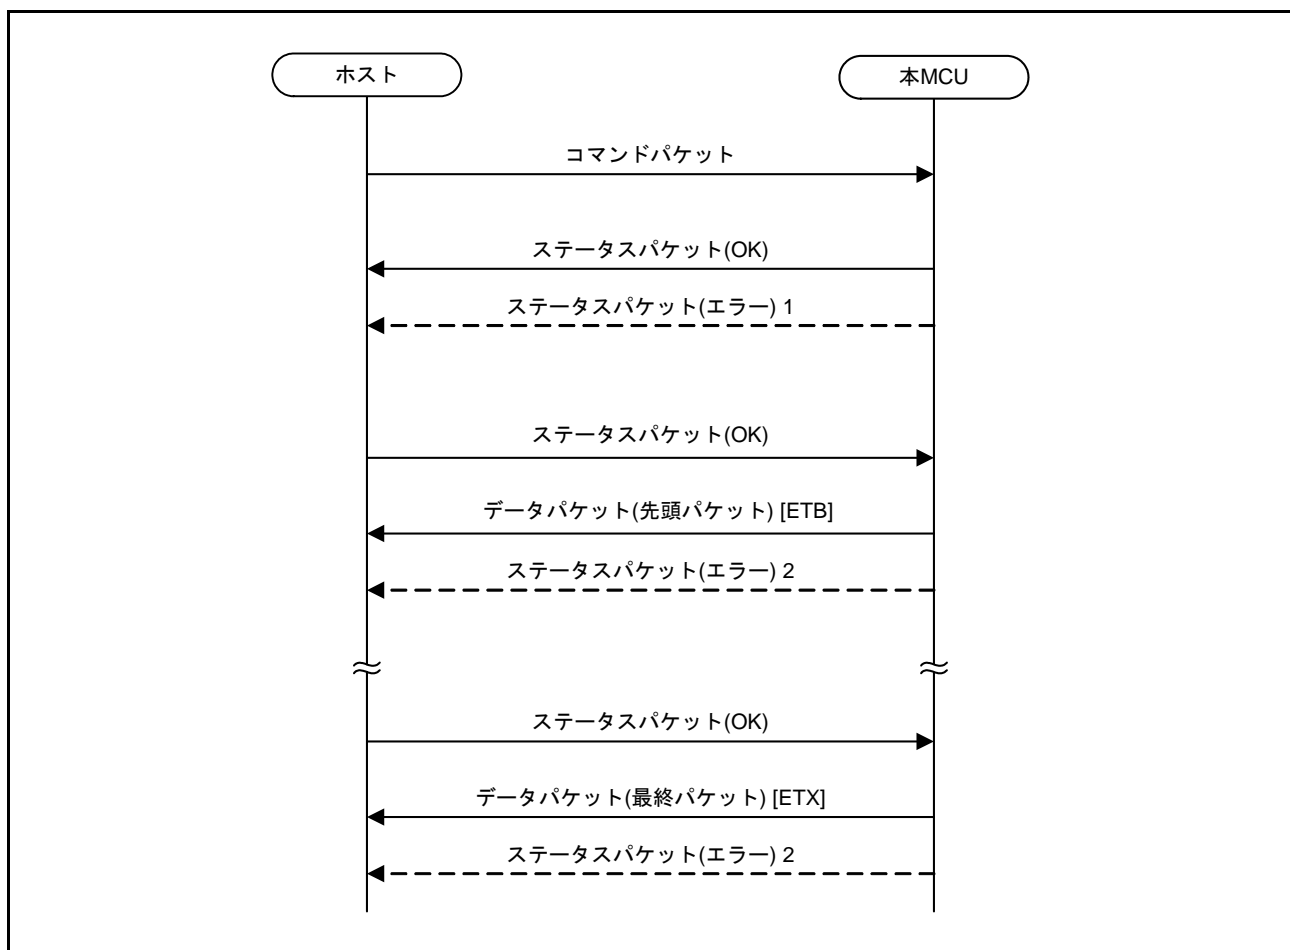 ホスト
本MCU
コマンドパケット
ステータスパケット(OK)
ステータスパケット(エラー) 1
ステータスパケット(OK)
データパケット(先頭パケット) [ETB]
ステータスパケット(エラー) 2
ステータスパケット(OK)
データパケット(最終パケット) [ETX]
ステータスパケット(エラー) 2